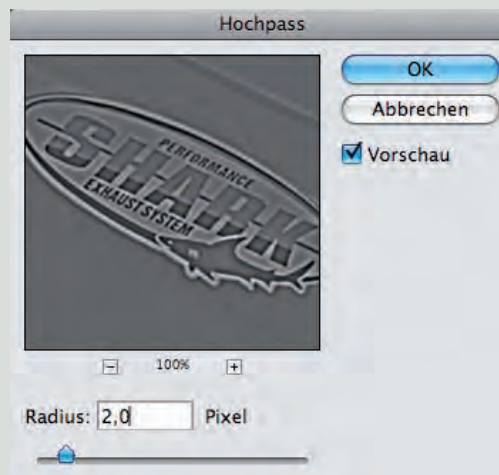 Hochpass
OK
Abbrechen
Vorschau
PERFORMANCE
SHARK
EXHAUST SYSTEM
100%
Radius: 2,0 Pixel